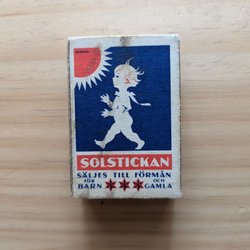 SOLSTICKAN
SÄLJES TILL FÖRMÅN
FÖR OCH
BARN GAMLA